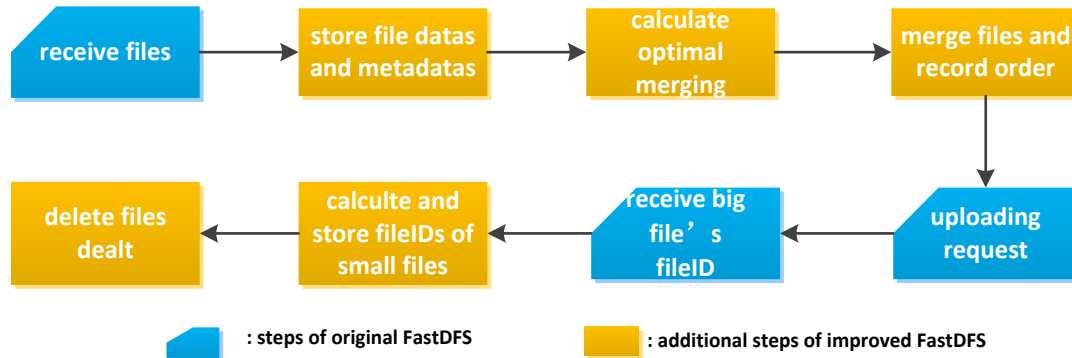 receive files
store file datas
and metadatas
calculate
optimal
merging
merge files and
record order
uploading
request
receive big
file’s
fileID
calculte and
store fileIDs of
small files
delete files
dealt
: steps of original FastDFS
: additional steps of improved FastDFS